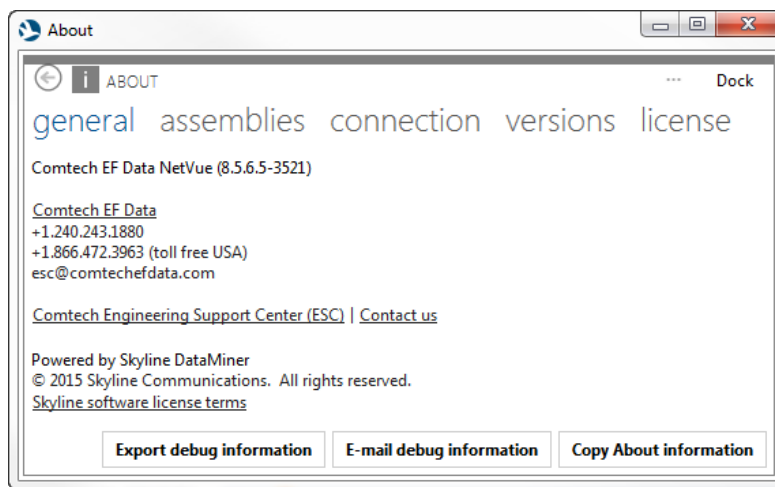 About
i ABOUT ... Dock
general assemblies connection versions license
Comtech EF Data NetVue (8.5.6.5-3521)
Comtech EF Data
+1.240.243.1880
+1.866.472.3963 (toll free USA)
esc@comtechefdata.com
Comtech Engineering Support Center (ESC) | Contact us
Powered by Skyline DataMiner
© 2015 Skyline Communications. All rights reserved.
Skyline software license terms
Export debug information E-mail debug information Copy About information